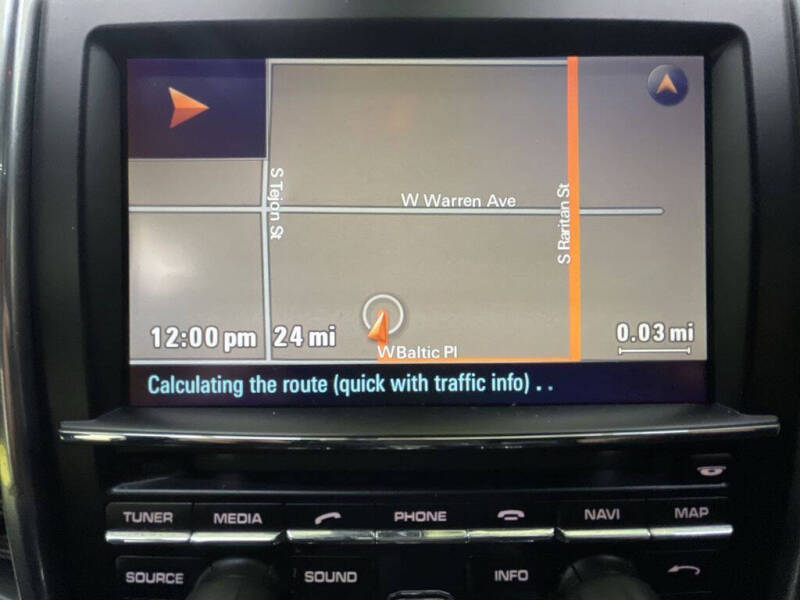 S Tejon St
W Warren Ave
S Raritan St
12:00 pm 24 mi
0.03 mi
W Baltic Pl
Calculating the route (quick with traffic info) . .
TUNER MEDIA PHONE NAVI MAP
SOURCE SOUND INFO